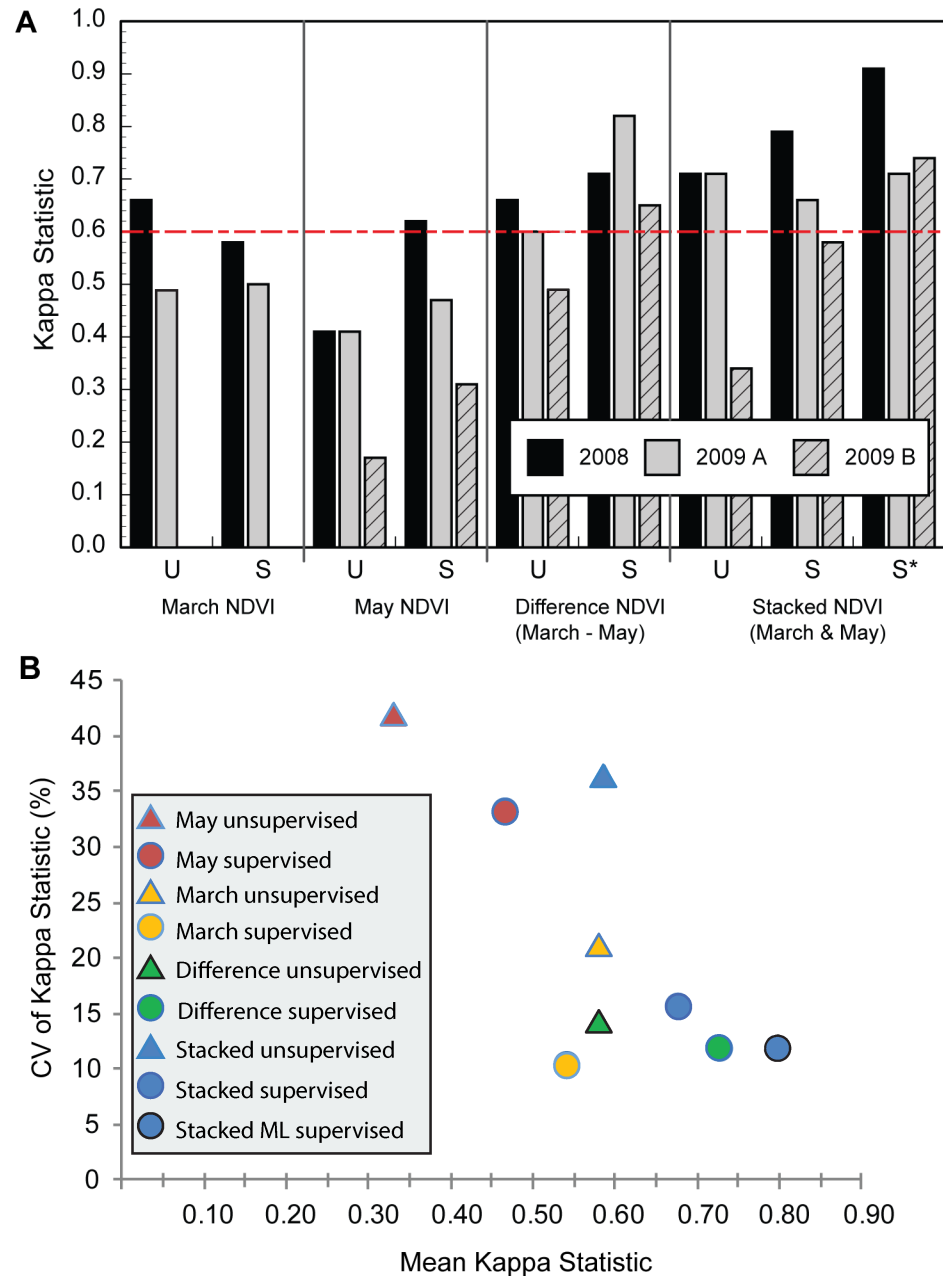 A
Kappa Statistic
1.0
0.9
0.8
0.7
0.6
0.5
0.4
0.3
0.2
0.1
0.0
2008 2009 A 2009 B
U S U S U S U S S*
March NDVI May NDVI Difference NDVI Stacked NDVI
(March - May) (March & May)
B
CV of Kappa Statistic (%)
45
40
35
30
25
20
15
10
5
0
May unsupervised
May supervised
March unsupervised
March supervised
Difference unsupervised
Difference supervised
Stacked unsupervised
Stacked supervised
Stacked ML supervised
0.10 0.20 0.30 0.40 0.50 0.60 0.70 0.80 0.90
Mean Kappa Statistic